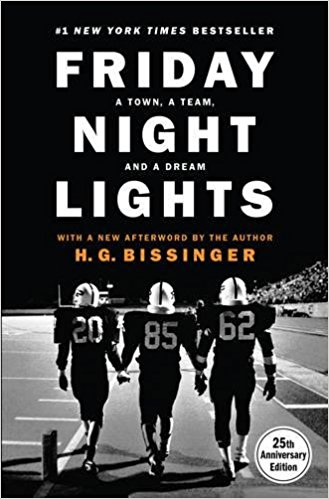 #1 NEW YORK TIMES BESTSELLER
FRIDAY
A TOWN, A TEAM,
NIGHT
AND A DREAM
LIGHTS
WITH A NEW AFTERWORD BY THE AUTHOR
H. G. BISSINGER
20
85
62
25th
Anniversary
Edition